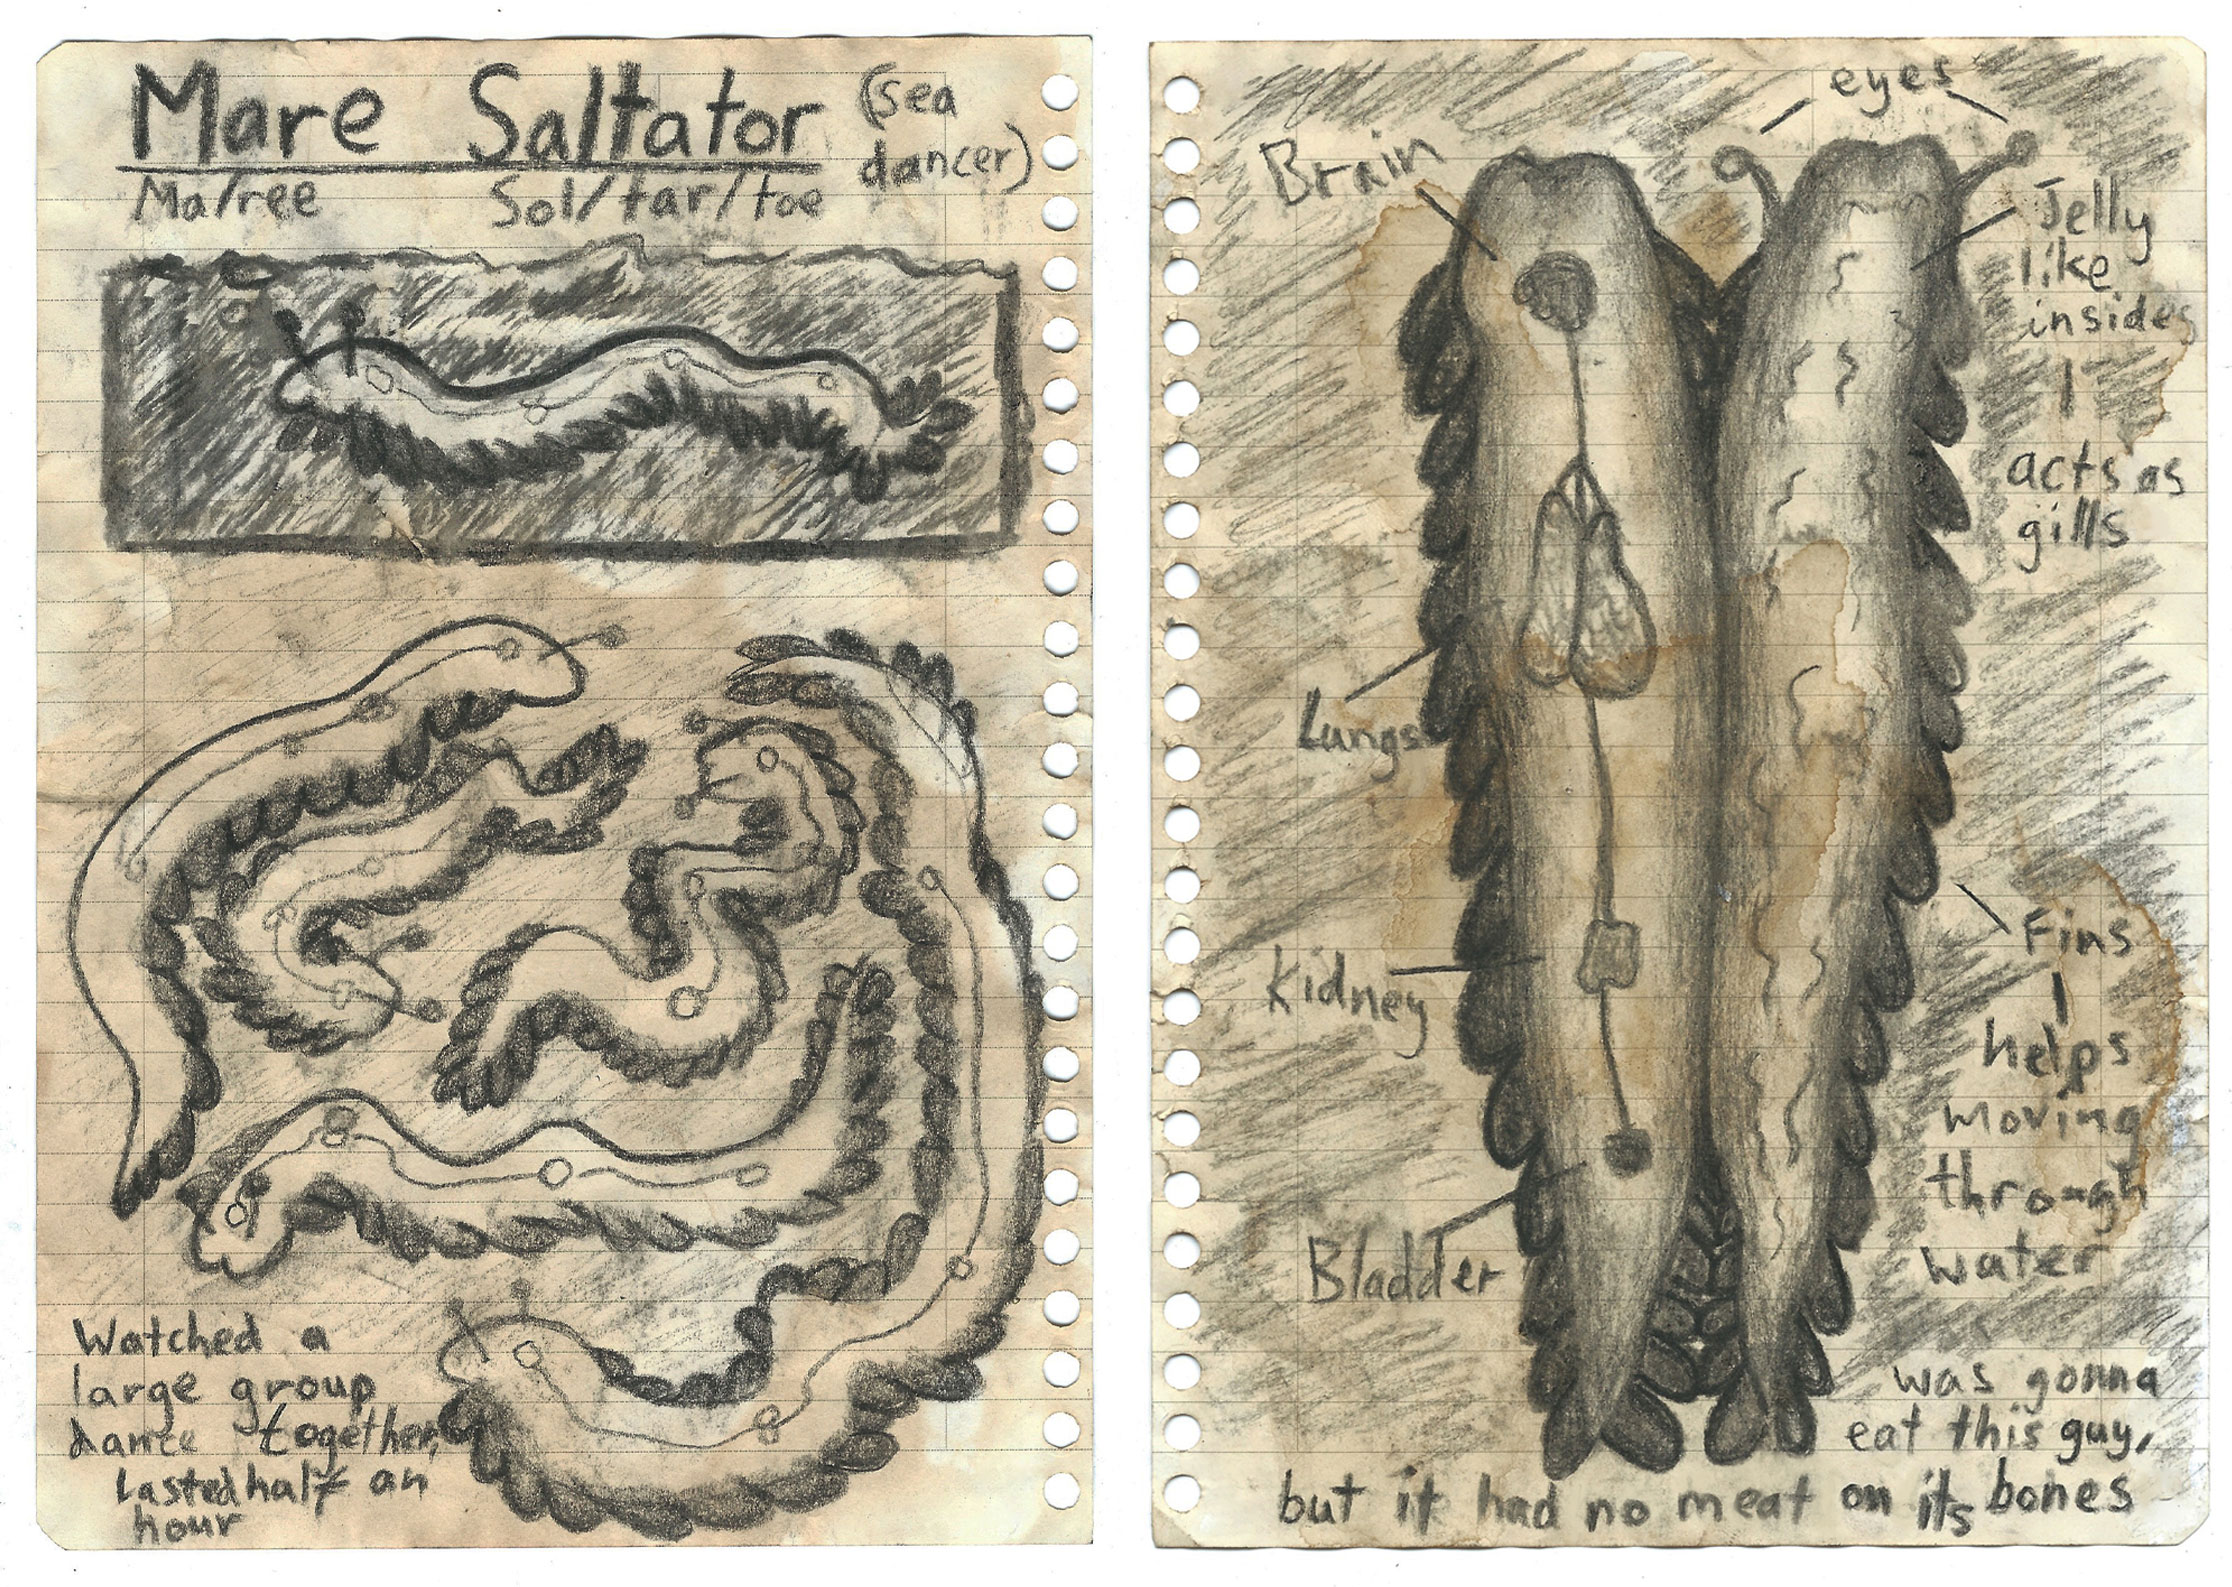 Mare Saltator (sea
dancer)
Ma/ree Sol/tar/toe
Watched a
large group
dance together,
lasted half an
hour
eyes
Brain
Jelly
like
insides
acts as
gills
Lungs
Kidney
Fins
helps
moving
through
water
Bladder
was gonna
eat this guy,
but it had no meat on its bones